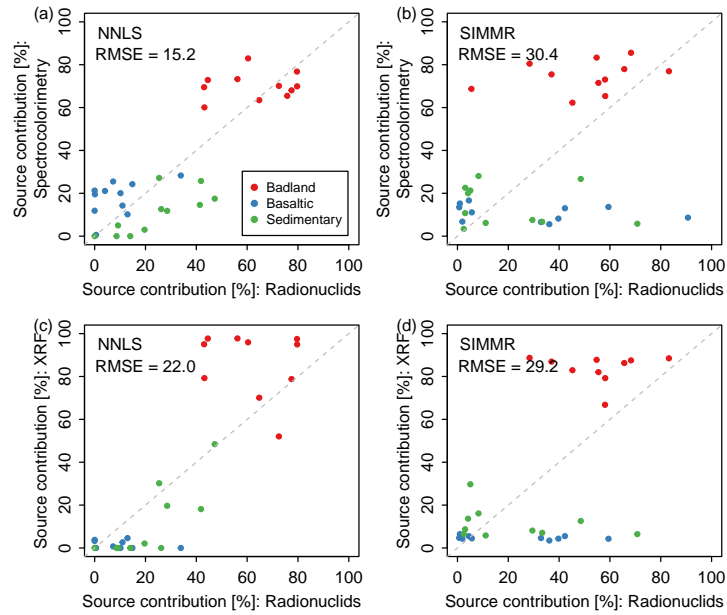 (a)
NNLS
RMSE = 15.2
Source contribution [%]:
Spectrocolorimetry
100
80
60
40
20
0
Badland
Basaltic
Sedimentary
0 20 40 60 80 100
Source contribution [%]: Radionuclids
(b)
SIMMR
RMSE = 30.4
Source contribution [%]:
Spectrocolorimetry
100
80
60
40
20
0
0 20 40 60 80 100
Source contribution [%]: Radionuclids
(c)
NNLS
RMSE = 22.0
Source contribution [%]: XRF
100
80
60
40
20
0
0 20 40 60 80 100
Source contribution [%]: Radionuclids
(d)
SIMMR
RMSE = 29.2
Source contribution [%]: XRF
100
80
60
40
20
0
0 20 40 60 80 100
Source contribution [%]: Radionuclids